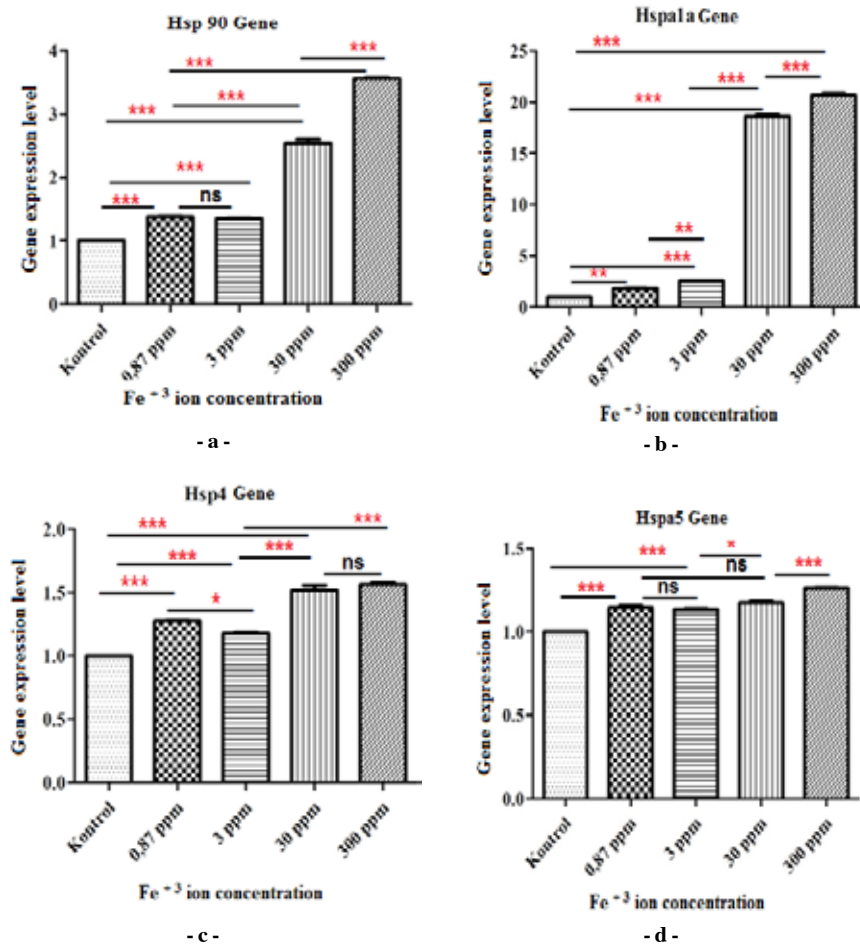 Hsp 90 Gene
***
***
***
***
***
***
ns
Gene expression level
4
3
2
1
0
Kontrol
0,87 ppm
3 ppm
30 ppm
300 ppm
Fe +3 ion concentration
- a -
Hspa1a Gene
***
***
***
***
**
***
**
Gene expression level
25
20
15
10
5
0
Kontrol
0,87 ppm
3 ppm
30 ppm
300 ppm
Fe +3 ion concentration
- b -
Hsp4 Gene
***
***
***
***
ns
***
*
Gene expression level
2.0
1.5
1.0
0.5
0.0
Kontrol
0,87 ppm
3 ppm
30 ppm
300 ppm
Fe +3 ion concentration
- c -
Hspa5 Gene
***
*
ns
***
***
ns
Gene expression level
1.5
1.0
0.5
0.0
Kontrol
0,87 ppm
3 ppm
30 ppm
300 ppm
Fe +3 ion concentration
- d -